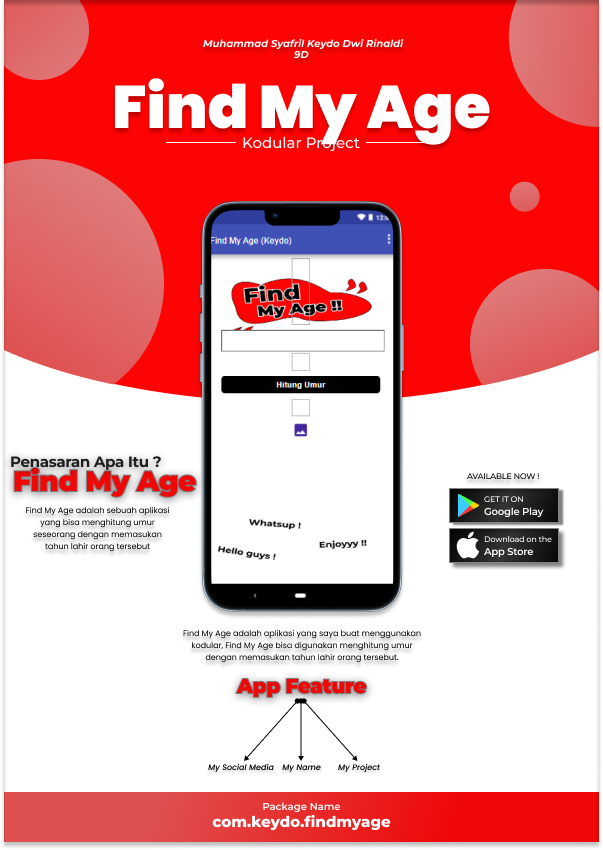 Muhammad Syafril Keydo Dwi Rinaldi
9D
Find My Age
Kodular Project
Find My Age (Keydo)
Find
My Age !!
Hitung Umur
Penasaran Apa Itu ?
Find My Age
Find My Age adalah sebuah aplikasi
yang bisa menghitung umur
seseorang dengan memasukan
tahun lahir orang tersebut
Whatsup !
Hello guys !
Enjoyyy !!
AVAILABLE NOW !
GET IT ON
Google Play
Download on the
App Store
Find My Age adalah aplikasi yang saya buat menggunakan
kodular, Find My Age bisa digunakan menghitung umur
dengan memasukan tahun lahir orang tersebut.
App Feature
My Social Media
My Name
My Project
Package Name
com.keydo.findmyage